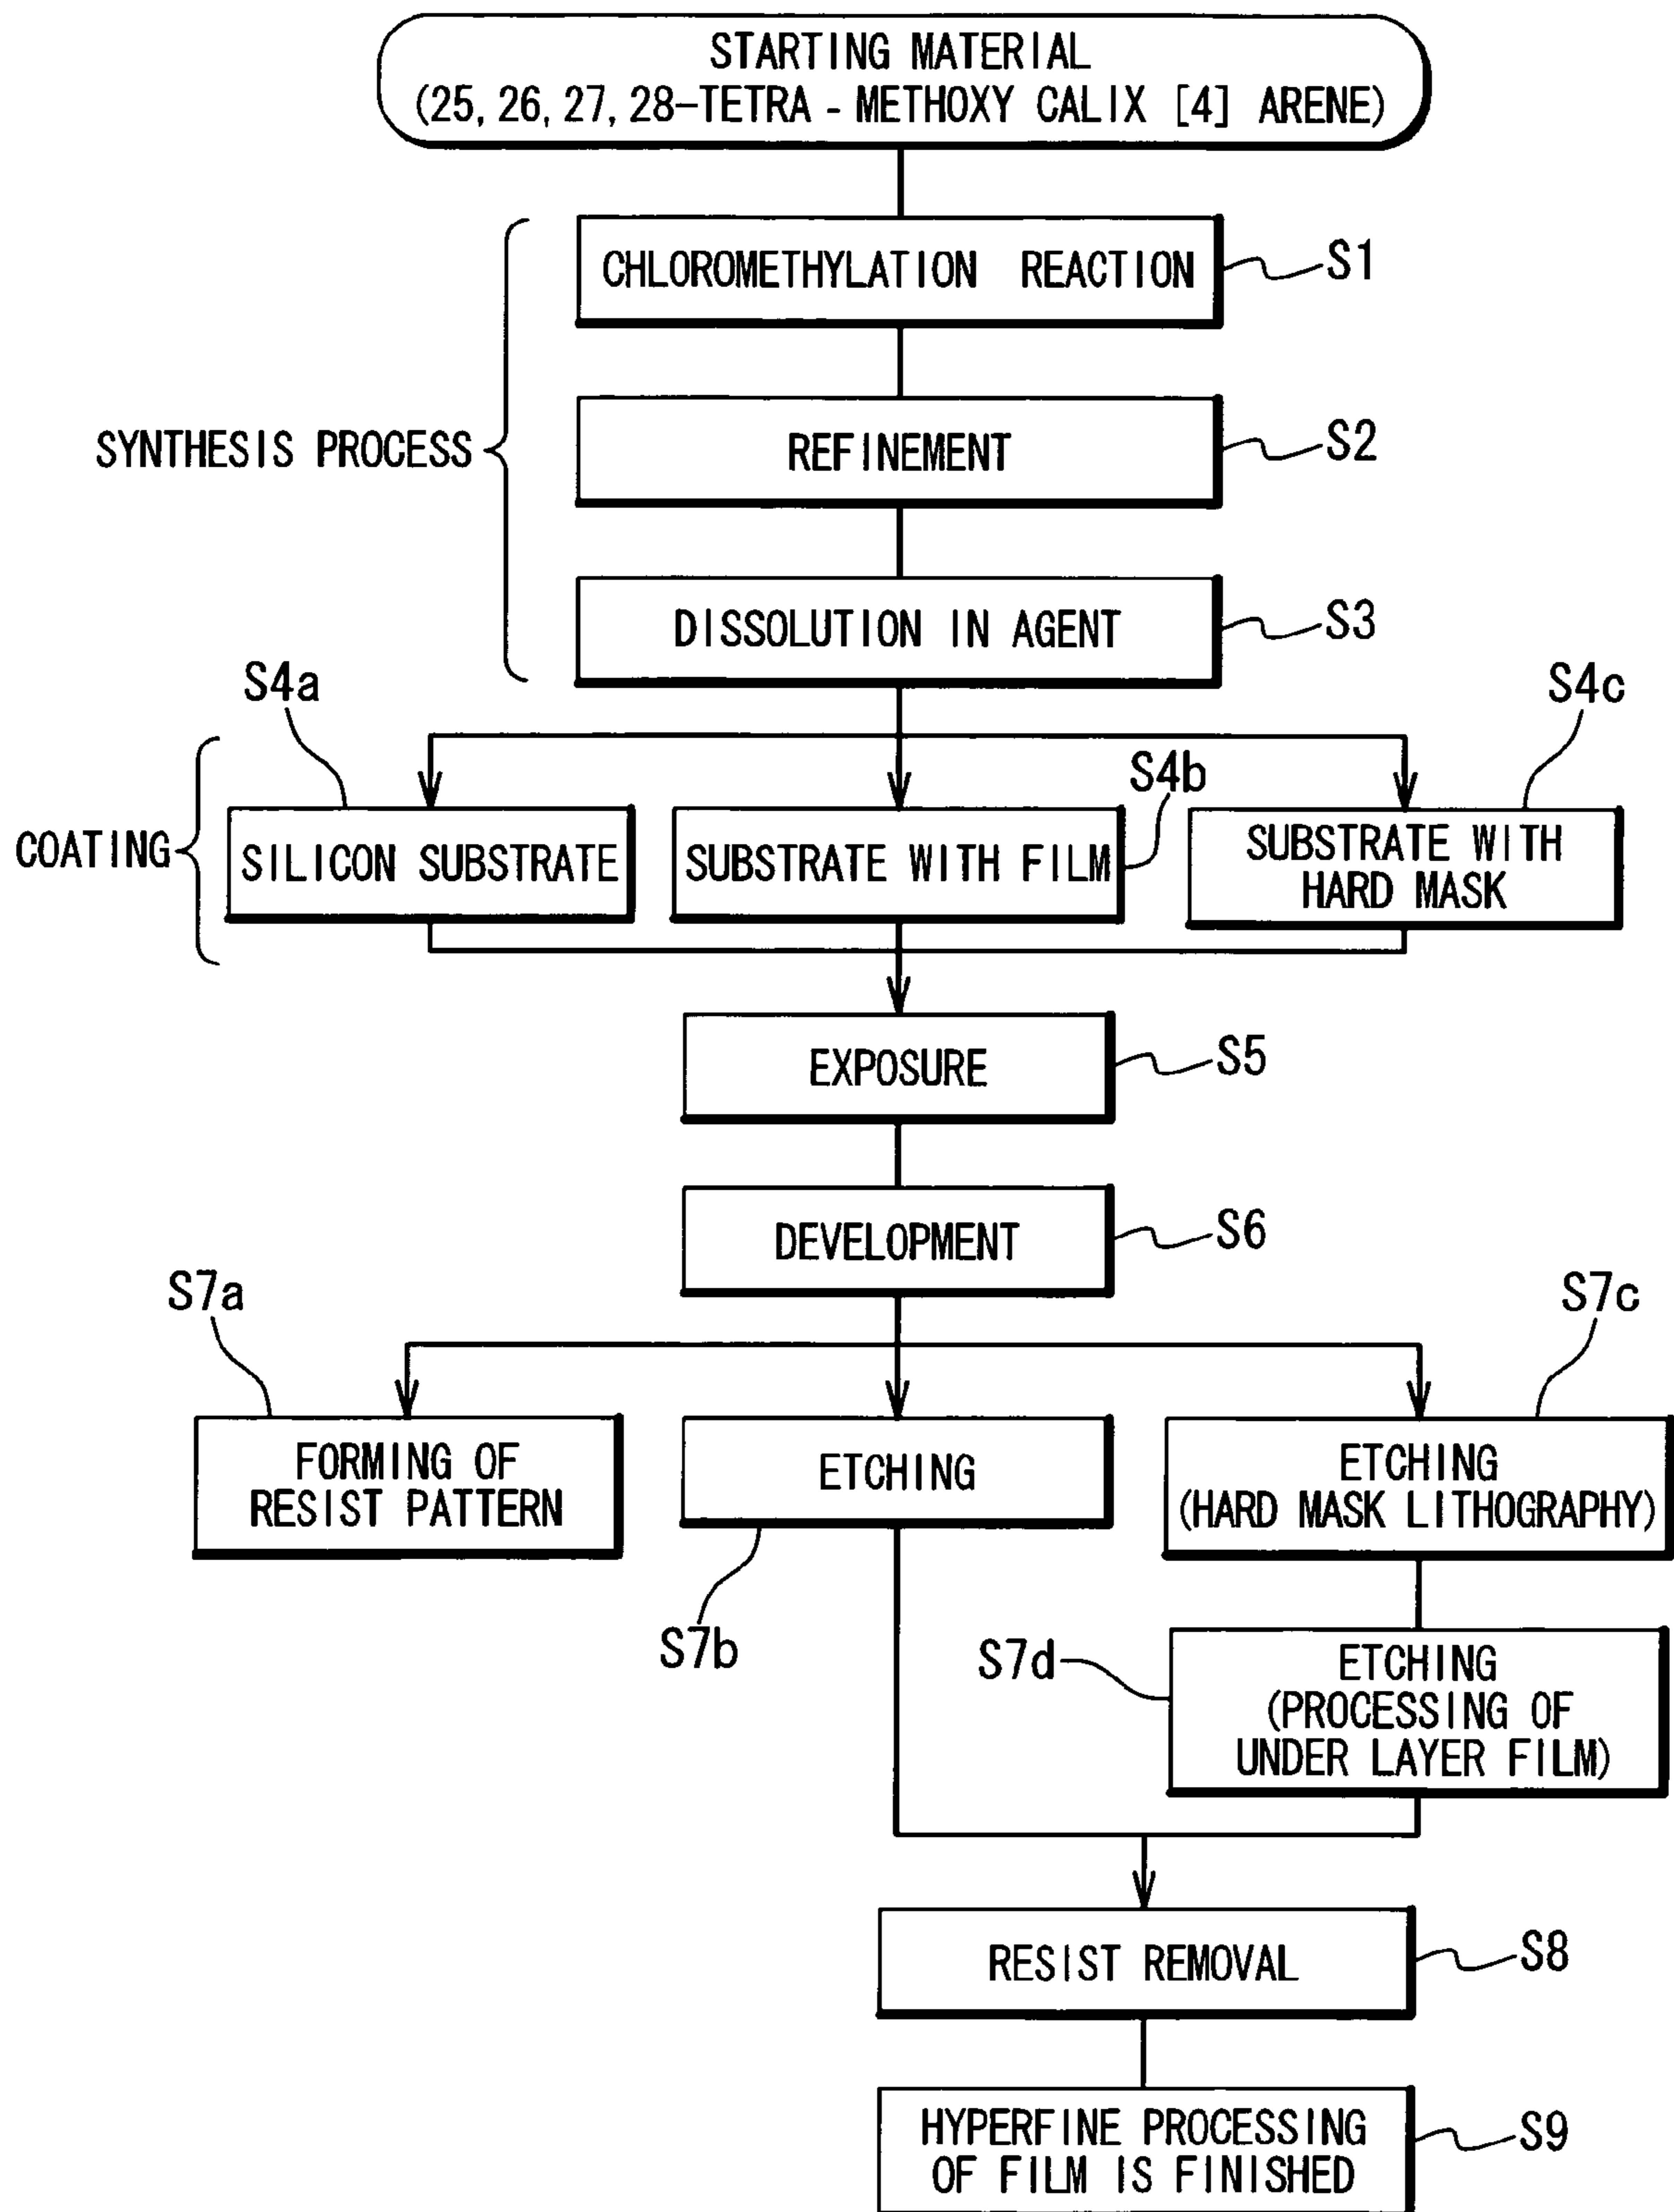 STARTING MATERIAL
(25, 26, 27, 28-TETRA - METHOXY CALIX [4] ARENE)
CHLOROMETHYLATION REACTION
S1
SYNTHESIS PROCESS
REFINEMENT
S2
DISSOLUTION IN AGENT
S3
S4a
S4b
S4c
COATING
SILICON SUBSTRATE
SUBSTRATE WITH FILM
SUBSTRATE WITH
HARD MASK
EXPOSURE
S5
DEVELOPMENT
S6
S7a
S7c
FORMING OF
RESIST PATTERN
ETCHING
ETCHING
(HARD MASK LITHOGRAPHY)
S7b
S7d
ETCHING
(PROCESSING OF
UNDER LAYER FILM)
RESIST REMOVAL
S8
HYPERFINE PROCESSING
OF FILM IS FINISHED
S9